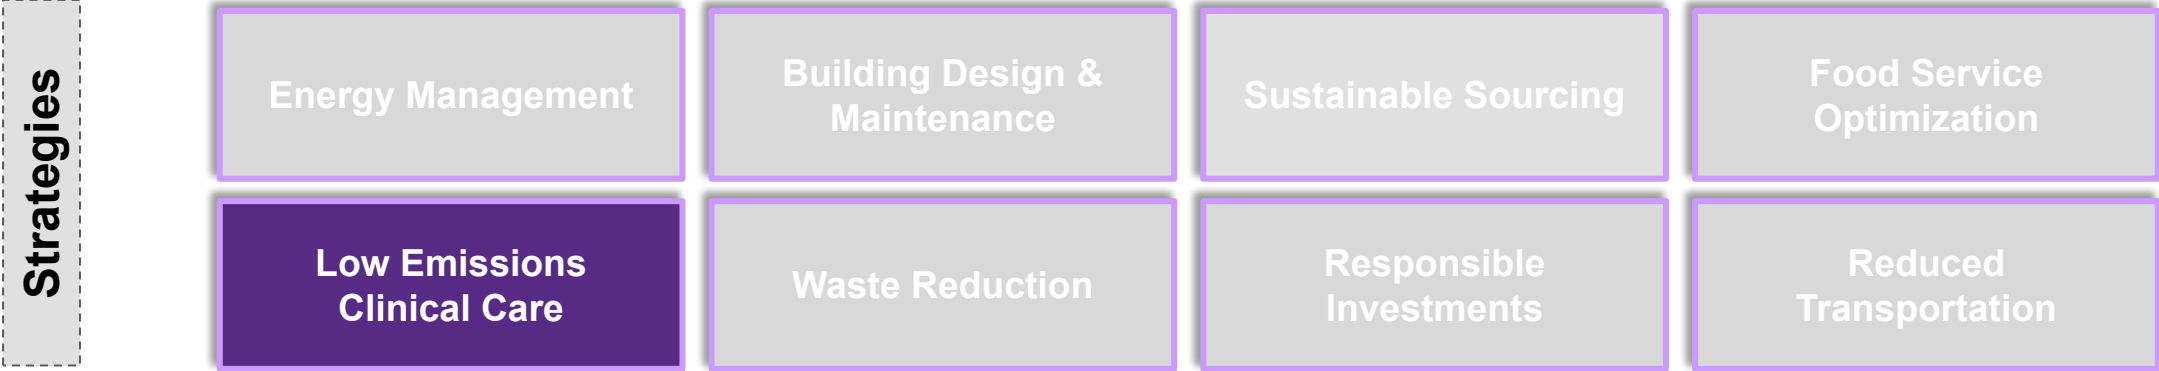 Strategies
Energy Management
Building Design &
Maintenance
Sustainable Sourcing
Food Service
Optimization
Low Emissions
Clinical Care
Waste Reduction
Responsible
Investments
Reduced
Transportation